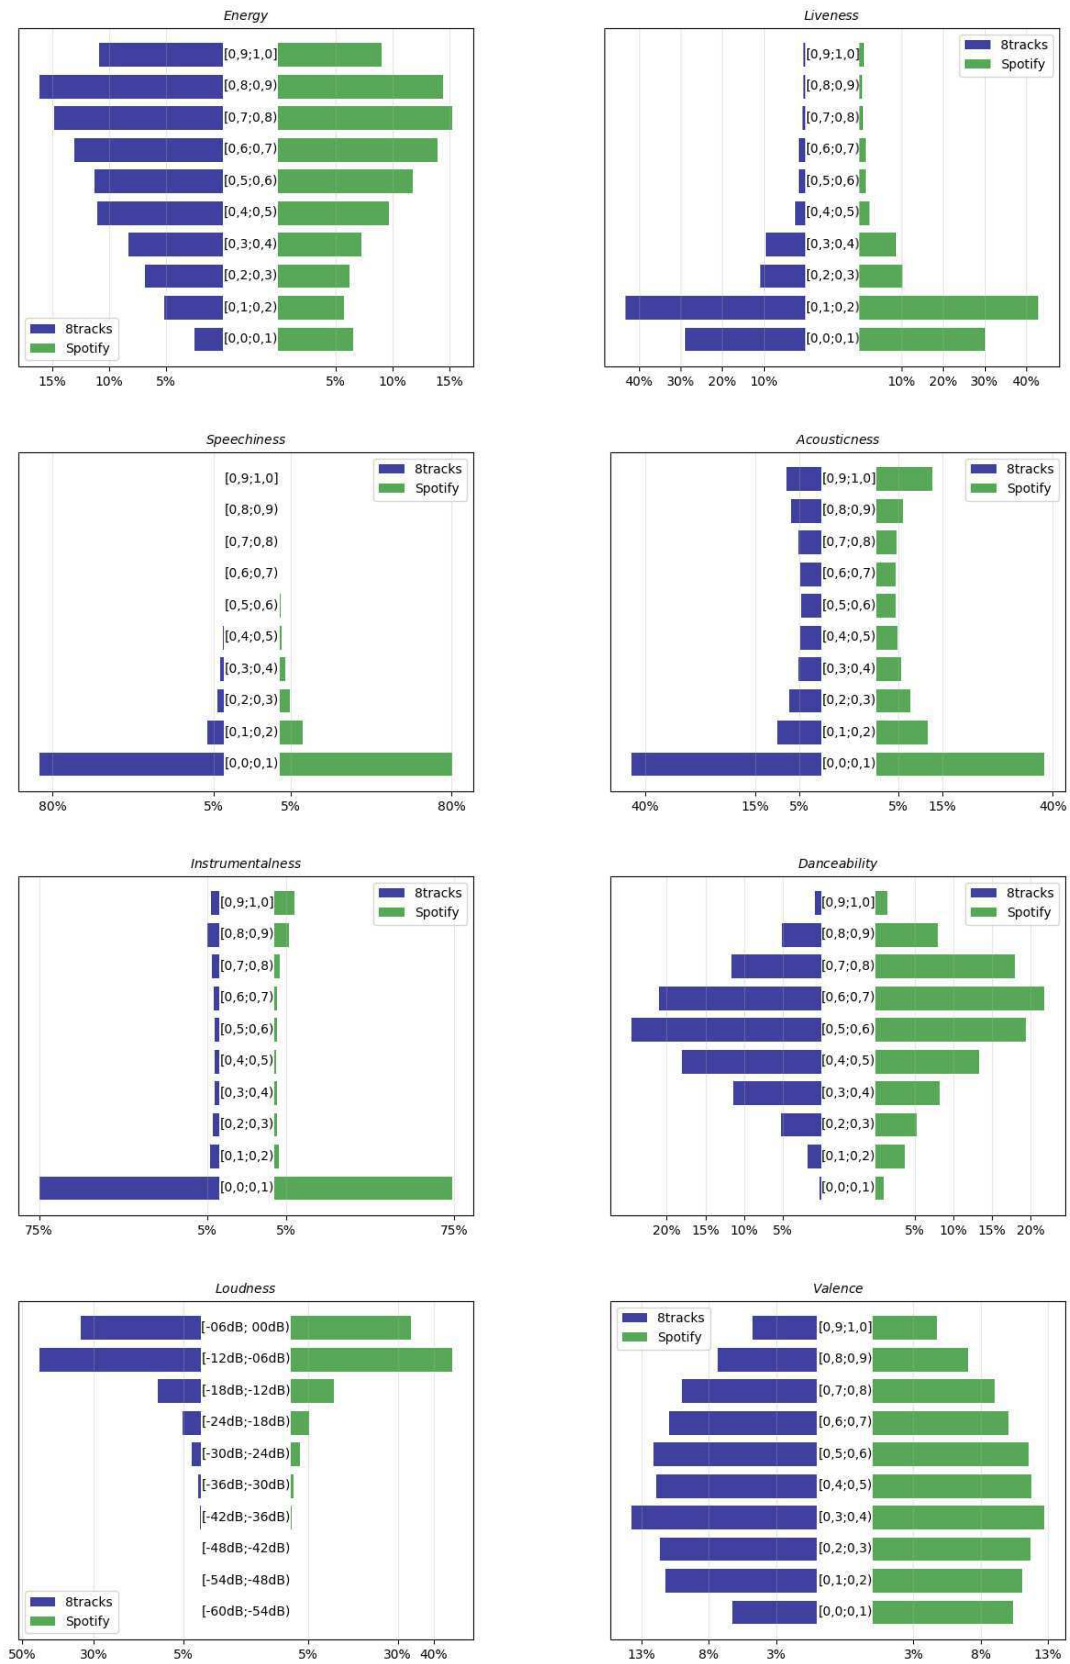 Energy
[0,9;1,0]
[0,8;0,9)
[0,7;0,8)
[0,6;0,7)
[0,5;0,6)
[0,4;0,5)
[0,3;0,4)
[0,2;0,3)
[0,1;0,2)
[0,0;0,1)
8tracks
Spotify
15% 10% 5% 5% 10% 15%
Liveness
8tracks
Spotify
[0,9;1,0]
[0,8;0,9)
[0,7;0,8)
[0,6;0,7)
[0,5;0,6)
[0,4;0,5)
[0,3;0,4)
[0,2;0,3)
[0,1;0,2)
[0,0;0,1)
40% 30% 20% 10% 10% 20% 30% 40%
Speechiness
8tracks
Spotify
[0,9;1,0]
[0,8;0,9)
[0,7;0,8)
[0,6;0,7)
[0,5;0,6)
[0,4;0,5)
[0,3;0,4)
[0,2;0,3)
[0,1;0,2)
[0,0;0,1)
80% 5% 5% 80%
Acousticness
8tracks
Spotify
[0,9;1,0]
[0,8;0,9)
[0,7;0,8)
[0,6;0,7)
[0,5;0,6)
[0,4;0,5)
[0,3;0,4)
[0,2;0,3)
[0,1;0,2)
[0,0;0,1)
40% 15% 5% 5% 15% 40%
Instrumentalness
8tracks
Spotify
[0,9;1,0]
[0,8;0,9)
[0,7;0,8)
[0,6;0,7)
[0,5;0,6)
[0,4;0,5)
[0,3;0,4)
[0,2;0,3)
[0,1;0,2)
[0,0;0,1)
75% 5% 5% 75%
Danceability
8tracks
Spotify
[0,9;1,0]
[0,8;0,9)
[0,7;0,8)
[0,6;0,7)
[0,5;0,6)
[0,4;0,5)
[0,3;0,4)
[0,2;0,3)
[0,1;0,2)
[0,0;0,1)
20% 15% 10% 5% 5% 10% 15% 20%
Loudness
[-06dB; 00dB)
[-12dB;-06dB)
[-18dB;-12dB)
[-24dB;-18dB)
[-30dB;-24dB)
[-36dB;-30dB)
[-42dB;-36dB)
[-48dB;-42dB)
[-54dB;-48dB)
[-60dB;-54dB)
8tracks
Spotify
50% 30% 5% 5% 30% 40%
Valence
8tracks
Spotify
[0,9;1,0]
[0,8;0,9)
[0,7;0,8)
[0,6;0,7)
[0,5;0,6)
[0,4;0,5)
[0,3;0,4)
[0,2;0,3)
[0,1;0,2)
[0,0;0,1)
13% 8% 3% 3% 8% 13%